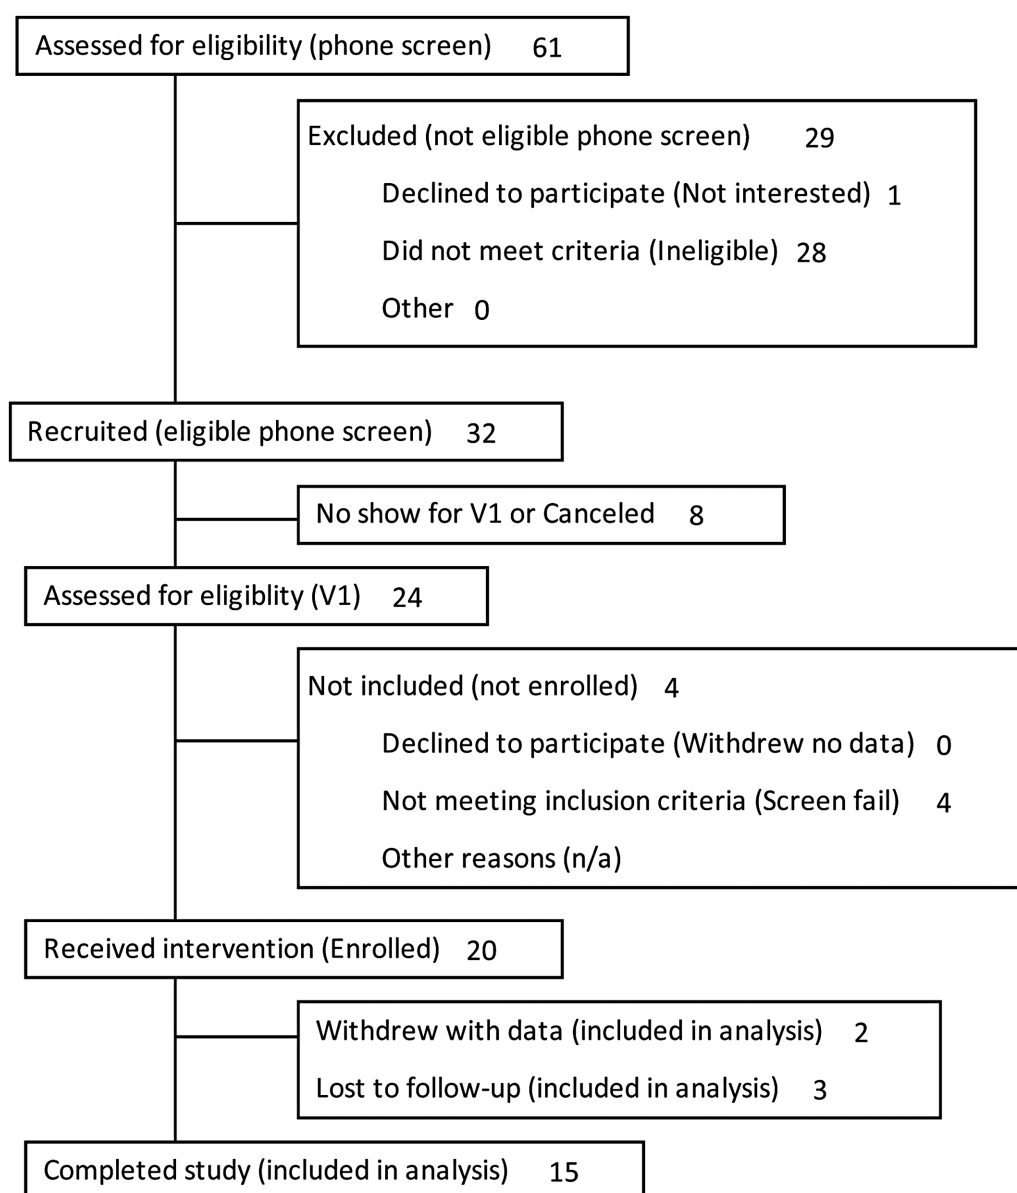 Assessed for eligibility (phone screen) 61
Excluded (not eligible phone screen) 29
Declined to participate (Not interested) 1
Did not meet criteria (Ineligible) 28
Other 0
Recruited (eligible phone screen) 32
No show for V1 or Canceled 8
Assessed for eligiblity (V1) 24
Not included (not enrolled) 4
Declined to participate (Withdrew no data) 0
Not meeting inclusion criteria (Screen fail) 4
Other reasons (n/a)
Received intervention (Enrolled) 20
Withdrew with data (included in analysis) 2
Lost to follow-up (included in analysis) 3
Completed study (included in analysis) 15